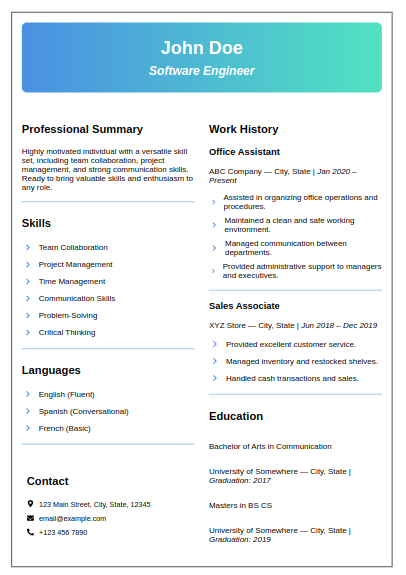 John Doe
Software Engineer
Professional Summary
Highly motivated individual with a versatile skill
set, including team collaboration, project
management, and strong communication skills.
Ready to bring valuable skills and enthusiasm to
any role.
Skills
Team Collaboration
Project Management
Time Management
Communication Skills
Problem-Solving
Critical Thinking
Languages
English (Fluent)
Spanish (Conversational)
French (Basic)
Contact
123 Main Street, City, State, 12345
email@example.com
+123 456 7890
Work History
Office Assistant
ABC Company — City, State | Jan 2020 –
Present
Assisted in organizing office operations and
procedures.
Maintained a clean and safe working
environment.
Managed communication between
departments.
Provided administrative support to managers
and executives.
Sales Associate
XYZ Store — City, State | Jun 2018 – Dec 2019
Provided excellent customer service.
Managed inventory and restocked shelves.
Handled cash transactions and sales.
Education
Bachelor of Arts in Communication
University of Somewhere — City, State |
Graduation: 2017
Masters in BS CS
University of Somewhere — City, State |
Graduation: 2019